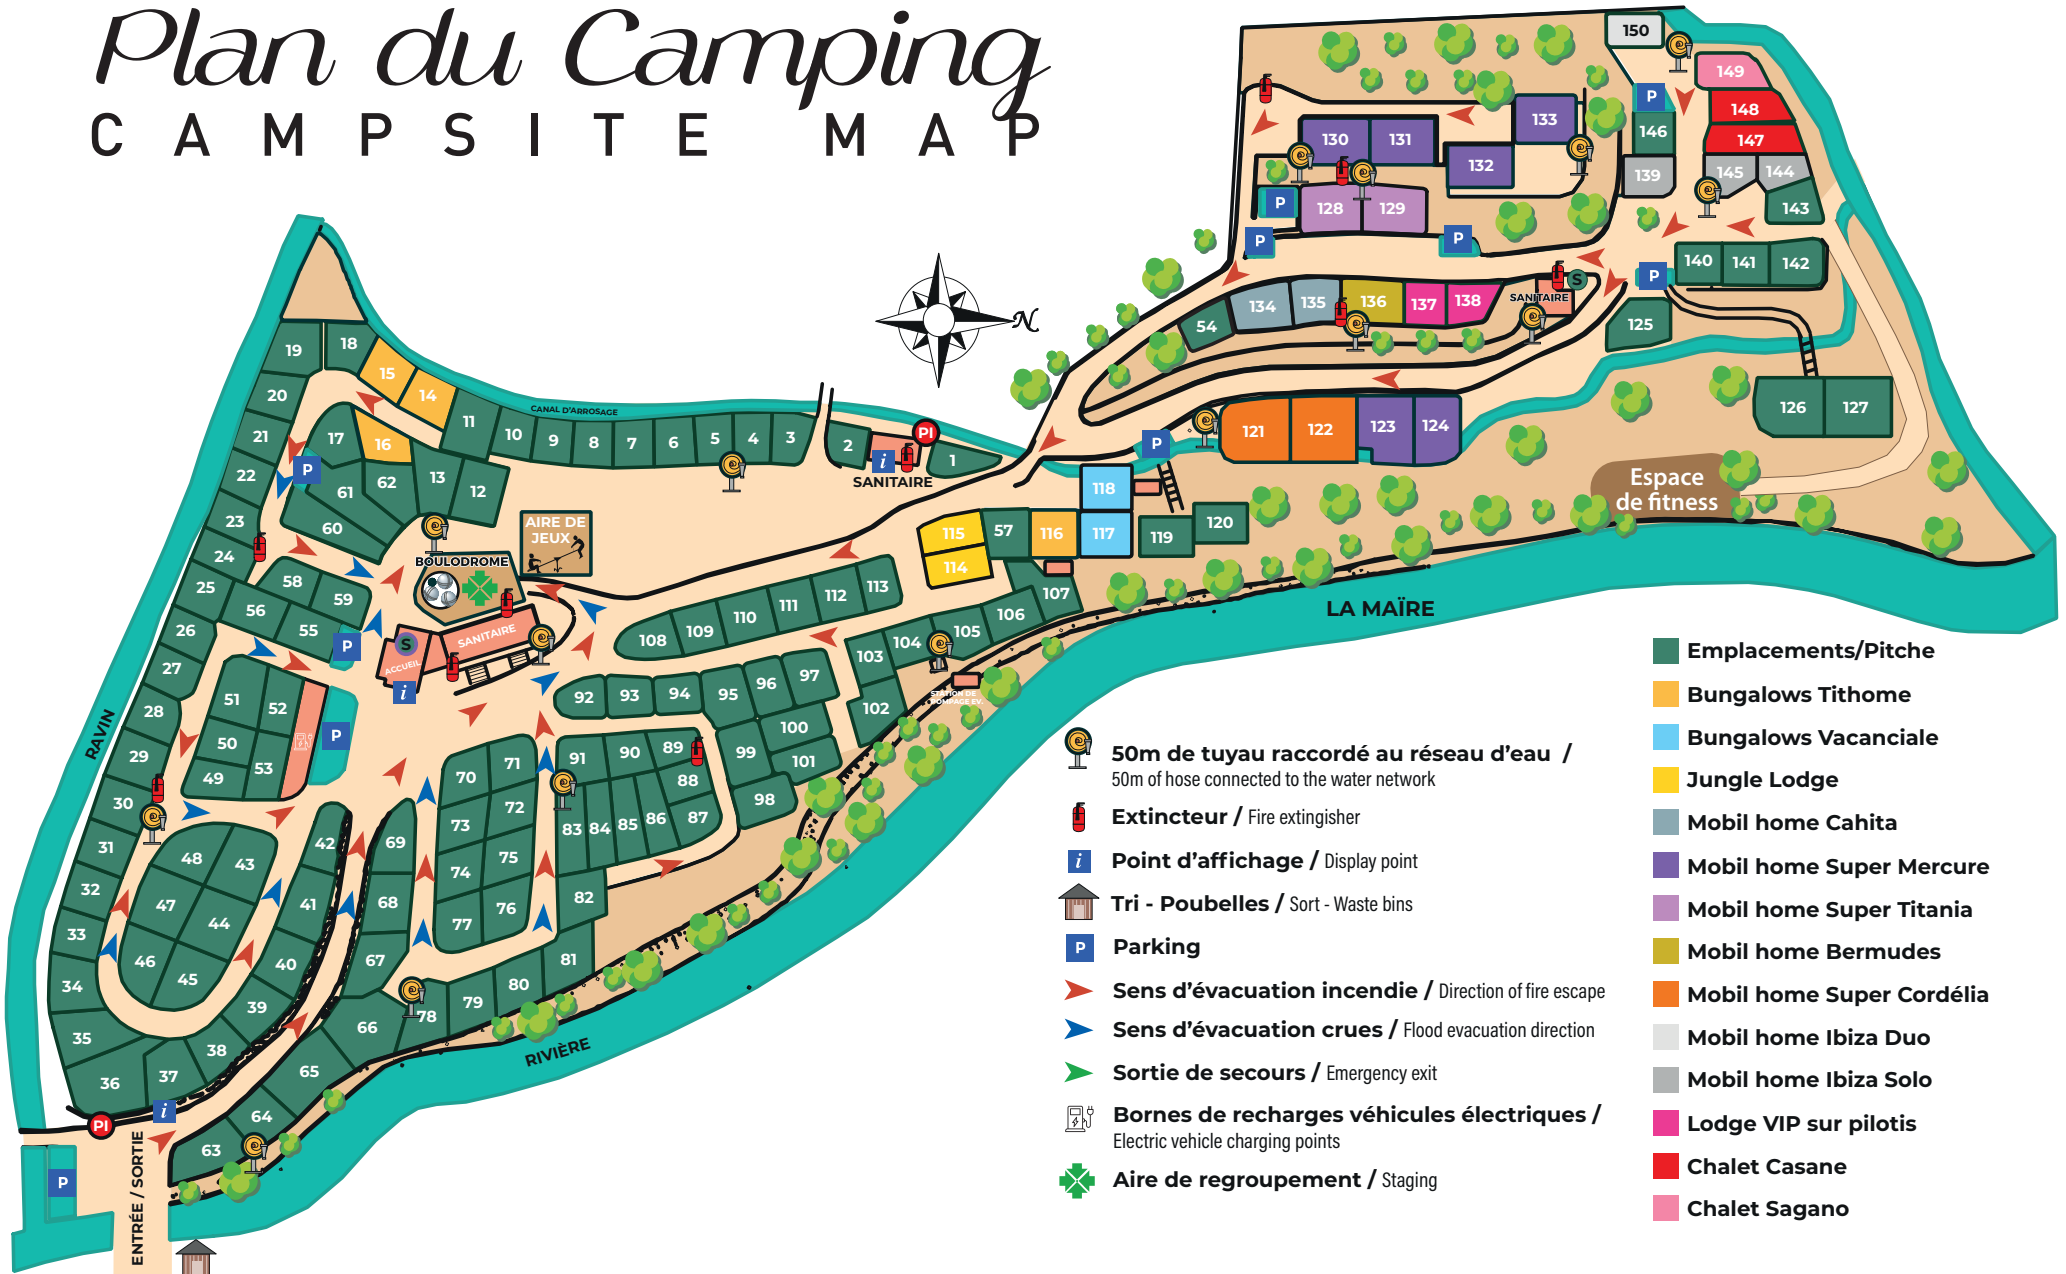 Plan du Camping
CAMPSITE MAP
N
150
149
148
147
146
145
144
143
139
133
130
131
132
128
129
140
141
142
134
135
136
137
138
54
SANITAIRE
S
125
126
127
121
122
123
124
Espace
de fitness
118
117
116
57
115
114
119
120
107
106
105
104
103
102
LA MAÏRE
19
18
15
14
11
10
9
8
7
6
5
4
3
2
1
CANAL D'ARROSAGE
PI
i
SANITAIRE
20
21
22
23
24
25
26
27
28
29
30
31
32
33
34
35
36
37
38
39
40
41
42
17
16
13
12
62
61
60
58
59
56
55
AIRE DE
JEUX
BOULODROME
SANITAIRE
S
ACCUEIL
i
108
109
110
111
112
113
STATION DE
POMPAGE EV.
51
52
50
53
49
92
93
94
95
96
97
100
99
101
98
91
90
89
88
87
86
85
84
83
82
81
80
79
78
70
71
72
73
74
75
76
77
69
68
67
66
65
64
63
48
43
47
44
46
45
RAVIN
RIVIÈRE
PI
i
ENTRÉE / SORTIE
P
P
P
P
P
P
P
P
P
P
P
50m de tuyau raccordé au réseau d'eau /
50m of hose connected to the water network
Extincteur / Fire extingisher
i Point d'affichage / Display point
Tri - Poubelles / Sort - Waste bins
P Parking
Sens d'évacuation incendie / Direction of fire escape
Sens d'évacuation crues / Flood evacuation direction
Sortie de secours / Emergency exit
Bornes de recharges véhicules électriques /
Electric vehicle charging points
Aire de regroupement / Staging
Emplacements/Pitche
Bungalows Tithome
Bungalows Vacanciale
Jungle Lodge
Mobil home Cahita
Mobil home Super Mercure
Mobil home Super Titania
Mobil home Bermudes
Mobil home Super Cordélia
Mobil home Ibiza Duo
Mobil home Ibiza Solo
Lodge VIP sur pilotis
Chalet Casane
Chalet Sagano